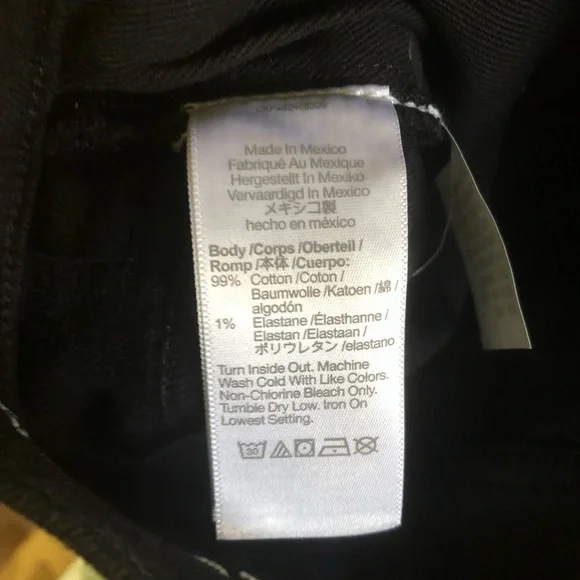 Made In Mexico
Fabriqué Au Mexique
Hergestellt In Mexiko
Vervaardigd In Mexico
メキシコ製
hecho en méxico
Body /Corps /Oberteil /
Romp /本体 /Cuerpo:
99% Cotton /Coton /
Baumwolle /Katoen /綿 /
algodón
1% Elastane /Élasthanne /
Elastan /Elastaan /
ポリウレタン /elastano
Turn Inside Out. Machine
Wash Cold With Like Colors.
Non-Chlorine Bleach Only.
Tumble Dry Low. Iron On
Lowest Setting.
30